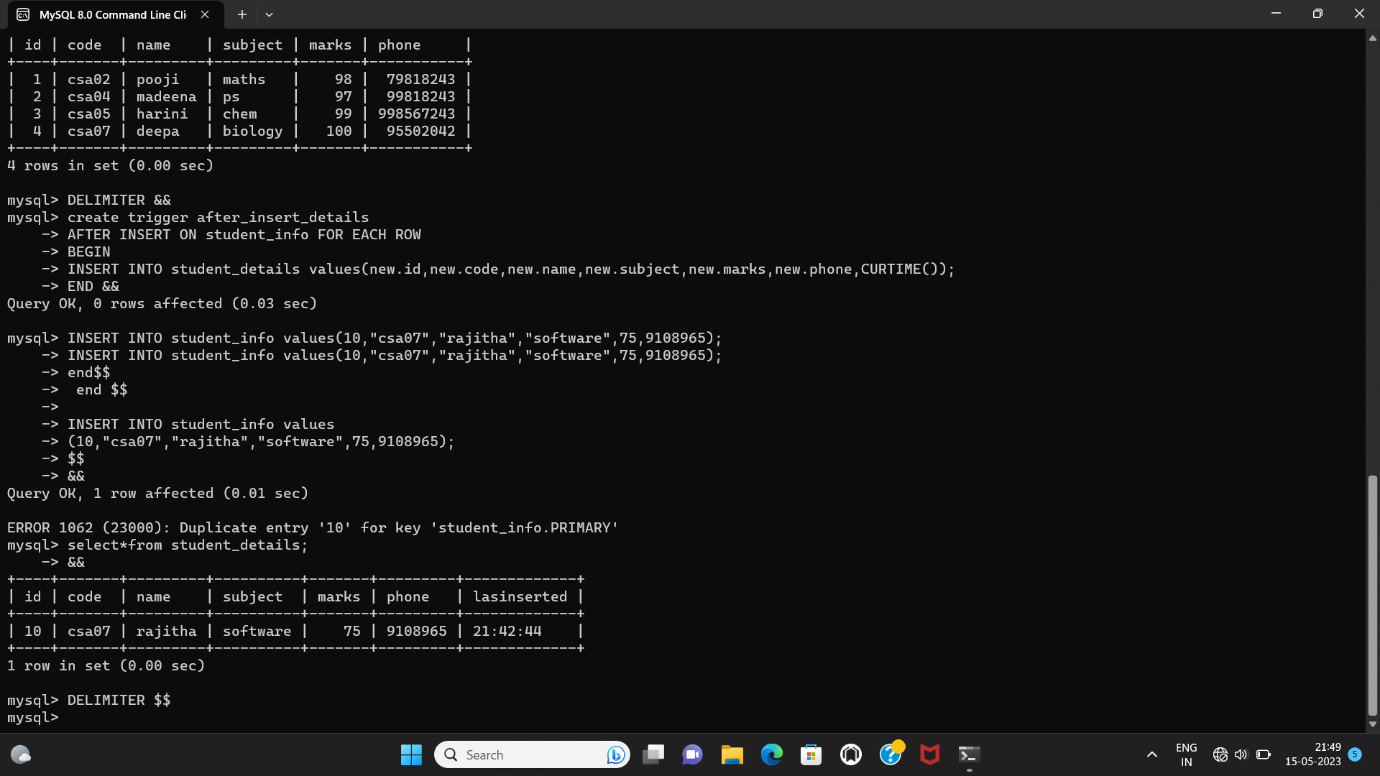 MySQL 8.0 Command Line Cli
| id | code  | name    | subject | marks | phone     |
+----+-------+---------+---------+-------+-----------+
|  1 | csa02 | pooji   | maths   |    98 |  79818243 |
|  2 | csa04 | madeena | ps      |    97 |  99818243 |
|  3 | csa05 | harini  | chem    |    99 | 998567243 |
|  4 | csa07 | deepa   | biology |   100 |  95502042 |
+----+-------+---------+---------+-------+-----------+
4 rows in set (0.00 sec)
mysql> DELIMITER &&
mysql> create trigger after_insert_details
    -> AFTER INSERT ON student_info FOR EACH ROW
    -> BEGIN
    -> INSERT INTO student_details values(new.id,new.code,new.name,new.subject,new.marks,new.phone,CURTIME());
    -> END &&
Query OK, 0 rows affected (0.03 sec)
mysql> INSERT INTO student_info values(10,"csa07","rajitha","software",75,9108965);
    -> INSERT INTO student_info values(10,"csa07","rajitha","software",75,9108965);
    -> end$$
    ->  end $$
    ->
    -> INSERT INTO student_info values
    -> (10,"csa07","rajitha","software",75,9108965);
    -> $$
    -> &&
Query OK, 1 row affected (0.01 sec)
ERROR 1062 (23000): Duplicate entry '10' for key 'student_info.PRIMARY'
mysql> select*from student_details;
    -> &&
+----+-------+---------+----------+-------+---------+-------------+
| id | code  | name    | subject  | marks | phone   | lasinserted |
+----+-------+---------+----------+-------+---------+-------------+
| 10 | csa07 | rajitha | software |    75 | 9108965 | 21:42:44    |
+----+-------+---------+----------+-------+---------+-------------+
1 row in set (0.00 sec)
mysql> DELIMITER $$
mysql>
Search
ENG
IN
21:49
15-05-2023
5